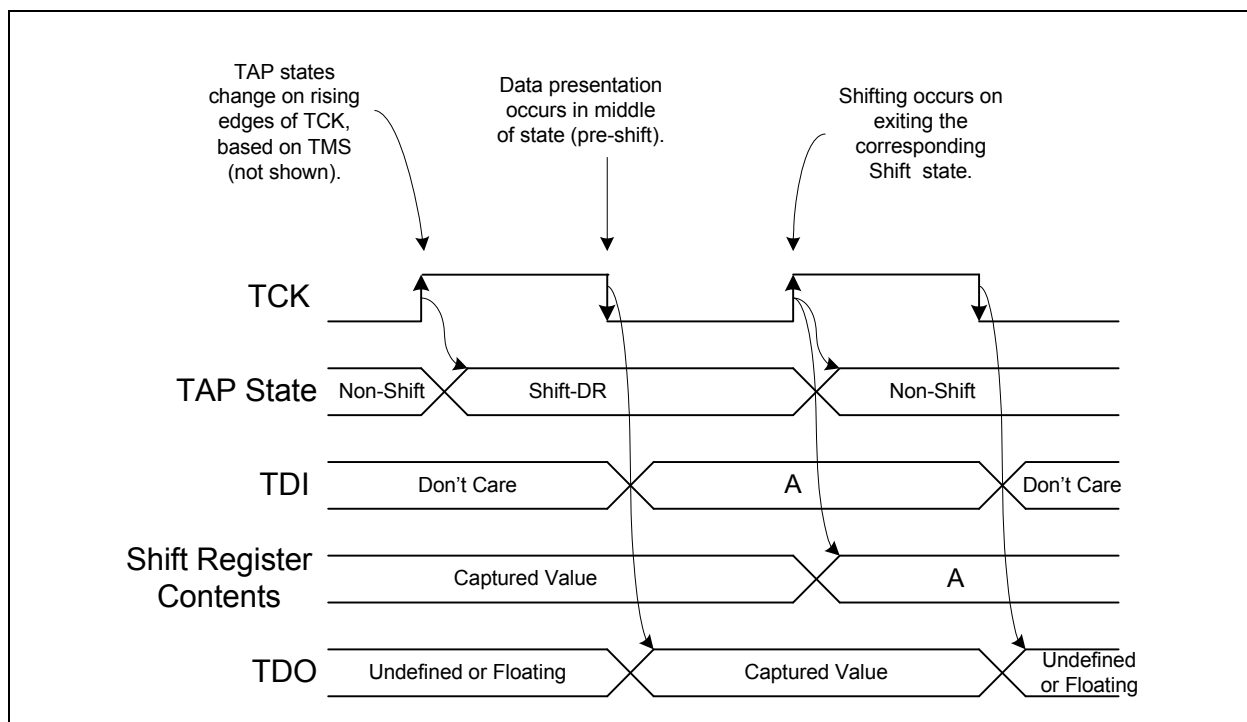 TAP states
change on rising
edges of TCK,
based on TMS
(not shown).
Data presentation
occurs in middle
of state (pre-shift).
Shifting occurs on
exiting the
corresponding
Shift state.
TCK
TAP State
Non-Shift
Shift-DR
Non-Shift
TDI
Don't Care
A
Don't Care
Shift Register
Contents
Captured Value
A
TDO
Undefined or Floating
Captured Value
Undefined
or Floating